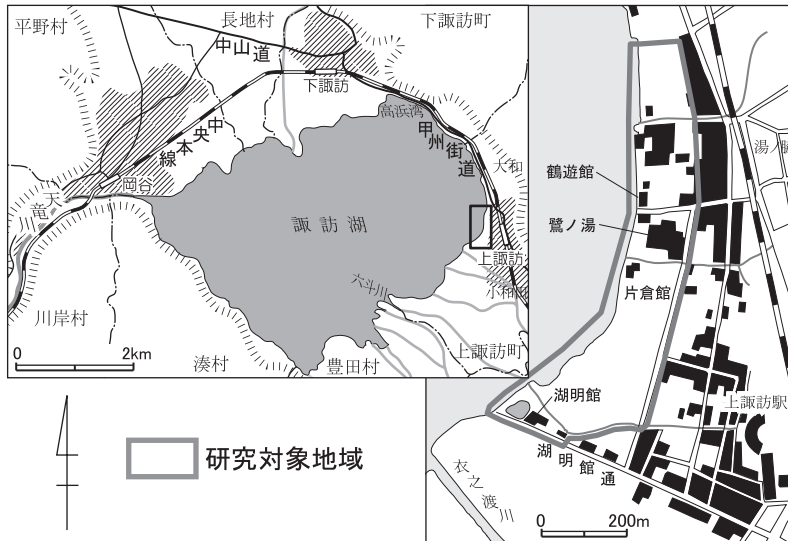 平野村
長地村
下諏訪町
中山道
下諏訪
高浜湾
中央本線
甲州街道
大和
岡谷
天竜川
諏訪湖
上諏訪
小和田
六斗川
川岸村
湊村
豊田村
上諏訪町
0 2km
研究対象地域
湯ノ脇
鶴遊館
鷺ノ湯
片倉館
湖明館
上諏訪駅
湖明館通
衣之渡川
0 200m